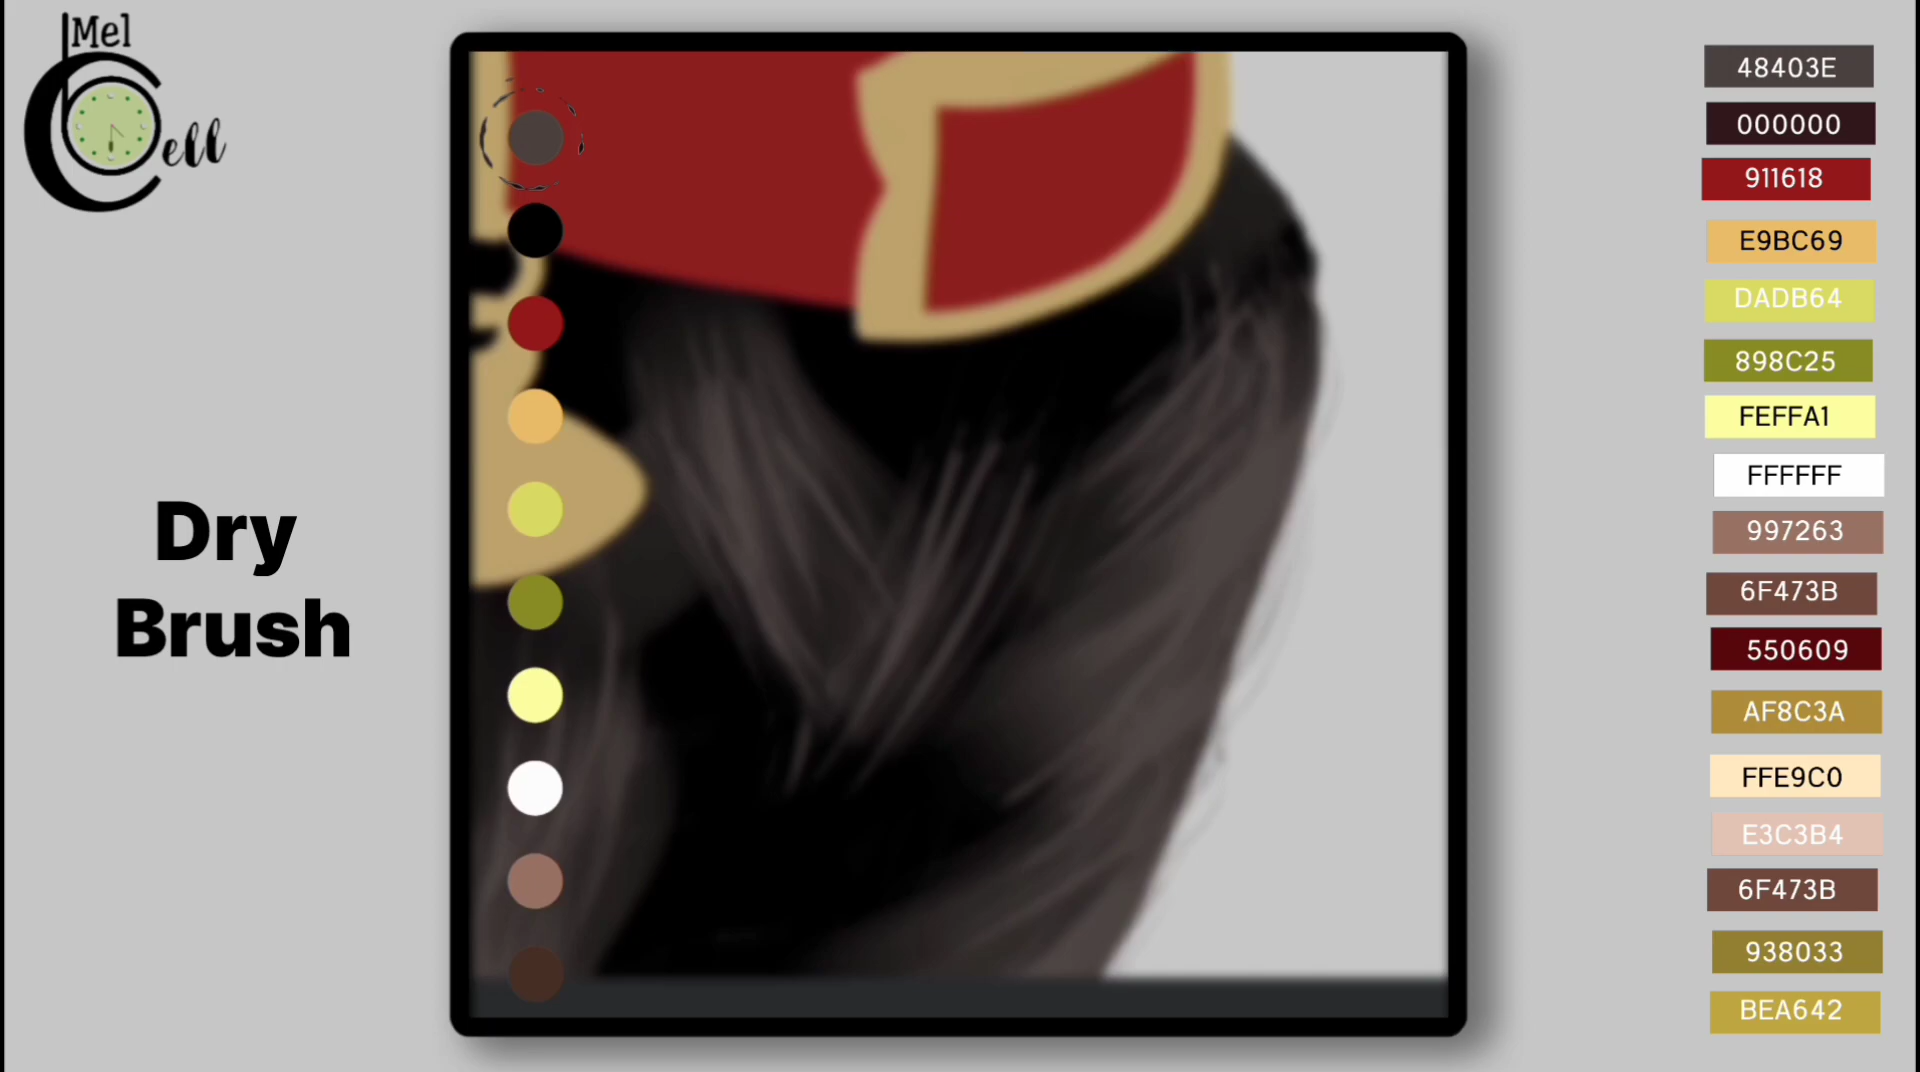 Mel
Cell
Dry
Brush
48403E
000000
911618
E9BC69
DADB64
898C25
FEFFA1
FFFFFF
997263
6F473B
550609
AF8C3A
FFE9C0
E3C3B4
6F473B
938033
BEA642